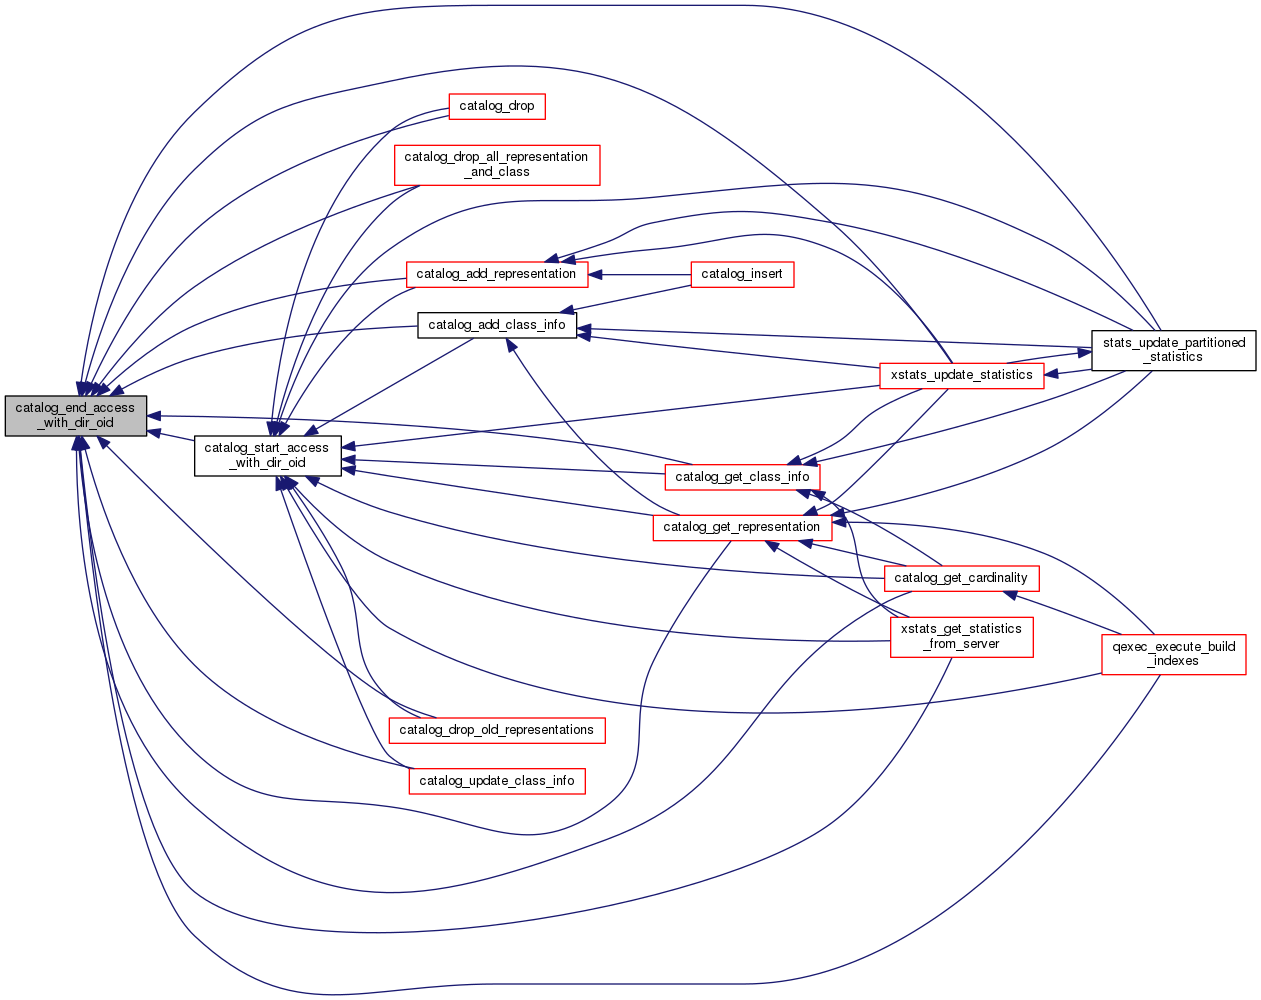 catalog_drop
catalog_drop_all_representation
_and_class
catalog_add_representation
catalog_insert
catalog_add_class_info
stats_update_partitioned
_statistics
xstats_update_statistics
catalog_end_access
_with_dir_oid
catalog_start_access
_with_dir_oid
catalog_get_class_info
catalog_get_representation
catalog_get_cardinality
xstats_get_statistics
_from_server
qexec_execute_build
_indexes
catalog_drop_old_representations
catalog_update_class_info